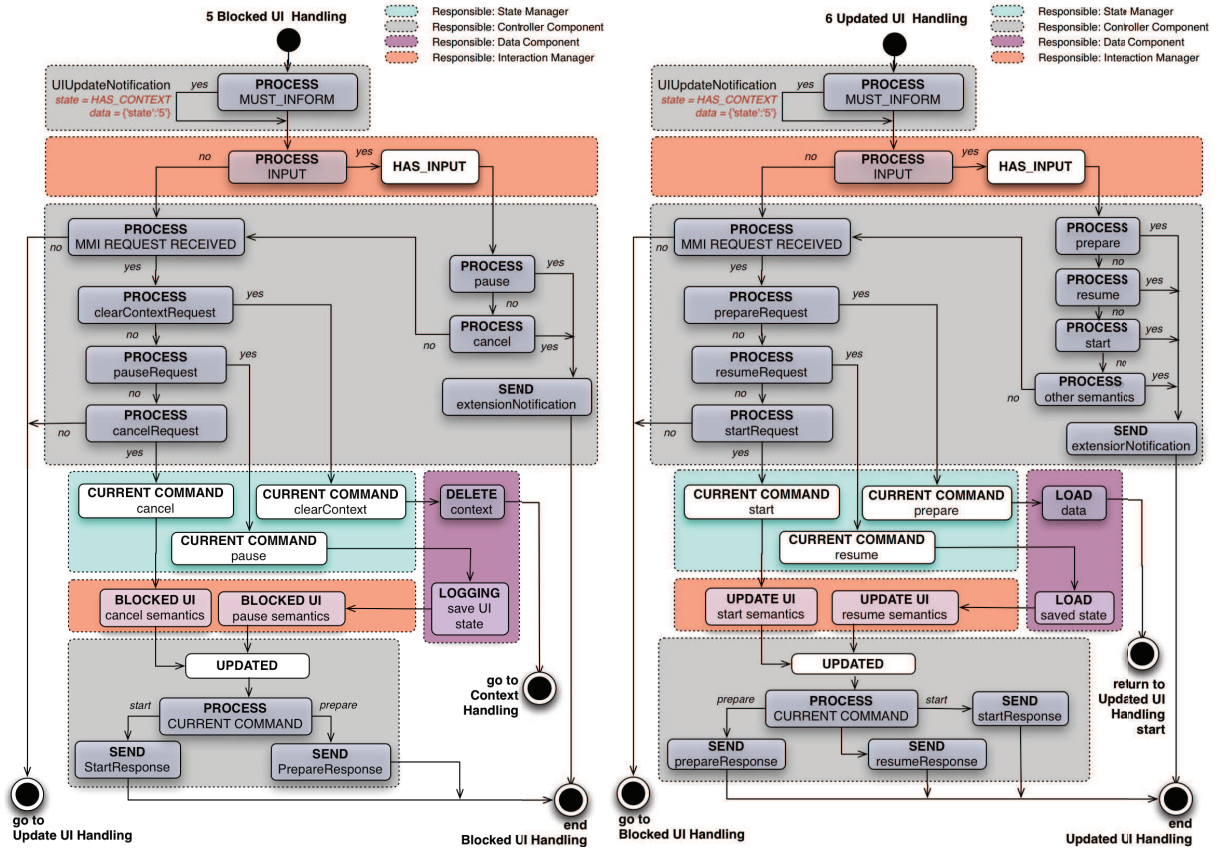 5 Blocked UI Handling
Responsible: State Manager
Responsible: Controller Component
Responsible: Data Component
Responsible: Interaction Manager
UIUpdateNotification
state = HAS_CONTEXT
data = {'state':'5'}
yes
PROCESS
MUST_INFORM
no
PROCESS
INPUT
yes
HAS_INPUT
PROCESS
MMI REQUEST RECEIVED
no
yes
PROCESS
clearContextRequest
yes
no
PROCESS
pauseRequest
yes
no
PROCESS
cancelRequest
no
yes
PROCESS
pause
yes
no
PROCESS
cancel
no
yes
SEND
extensionNotification
CURRENT COMMAND
cancel
CURRENT COMMAND
clearContext
CURRENT COMMAND
pause
DELETE
context
LOGGING
save UI
state
BLOCKED UI
cancel semantics
BLOCKED UI
pause semantics
UPDATED
PROCESS
CURRENT COMMAND
start
prepare
SEND
StartResponse
SEND
PrepareResponse
go to
Context
Handling
go to
Update UI Handling
end
Blocked UI Handling
6 Updated UI Handling
Responsible: State Manager
Responsible: Controller Component
Responsible: Data Component
Responsible: Interaction Manager
UIUpdateNotification
state = HAS_CONTEXT
data = {'state':'5'}
yes
PROCESS
MUST_INFORM
no
PROCESS
INPUT
yes
HAS_INPUT
PROCESS
MMI REQUEST RECEIVED
no
yes
PROCESS
prepareRequest
yes
no
PROCESS
resumeRequest
yes
no
PROCESS
startRequest
no
yes
PROCESS
prepare
yes
no
PROCESS
resume
yes
no
PROCESS
start
yes
no
PROCESS
other semantics
yes
no
SEND
extensionNotification
CURRENT COMMAND
start
CURRENT COMMAND
prepare
CURRENT COMMAND
resume
LOAD
data
LOAD
saved state
UPDATE UI
start semantics
UPDATE UI
resume semantics
UPDATED
PROCESS
CURRENT COMMAND
prepare
start
SEND
startResponse
SEND
prepareResponse
SEND
resumeResponse
return to
Updated UI
Handling
start
go to
Blocked UI Handling
end
Updated UI Handling